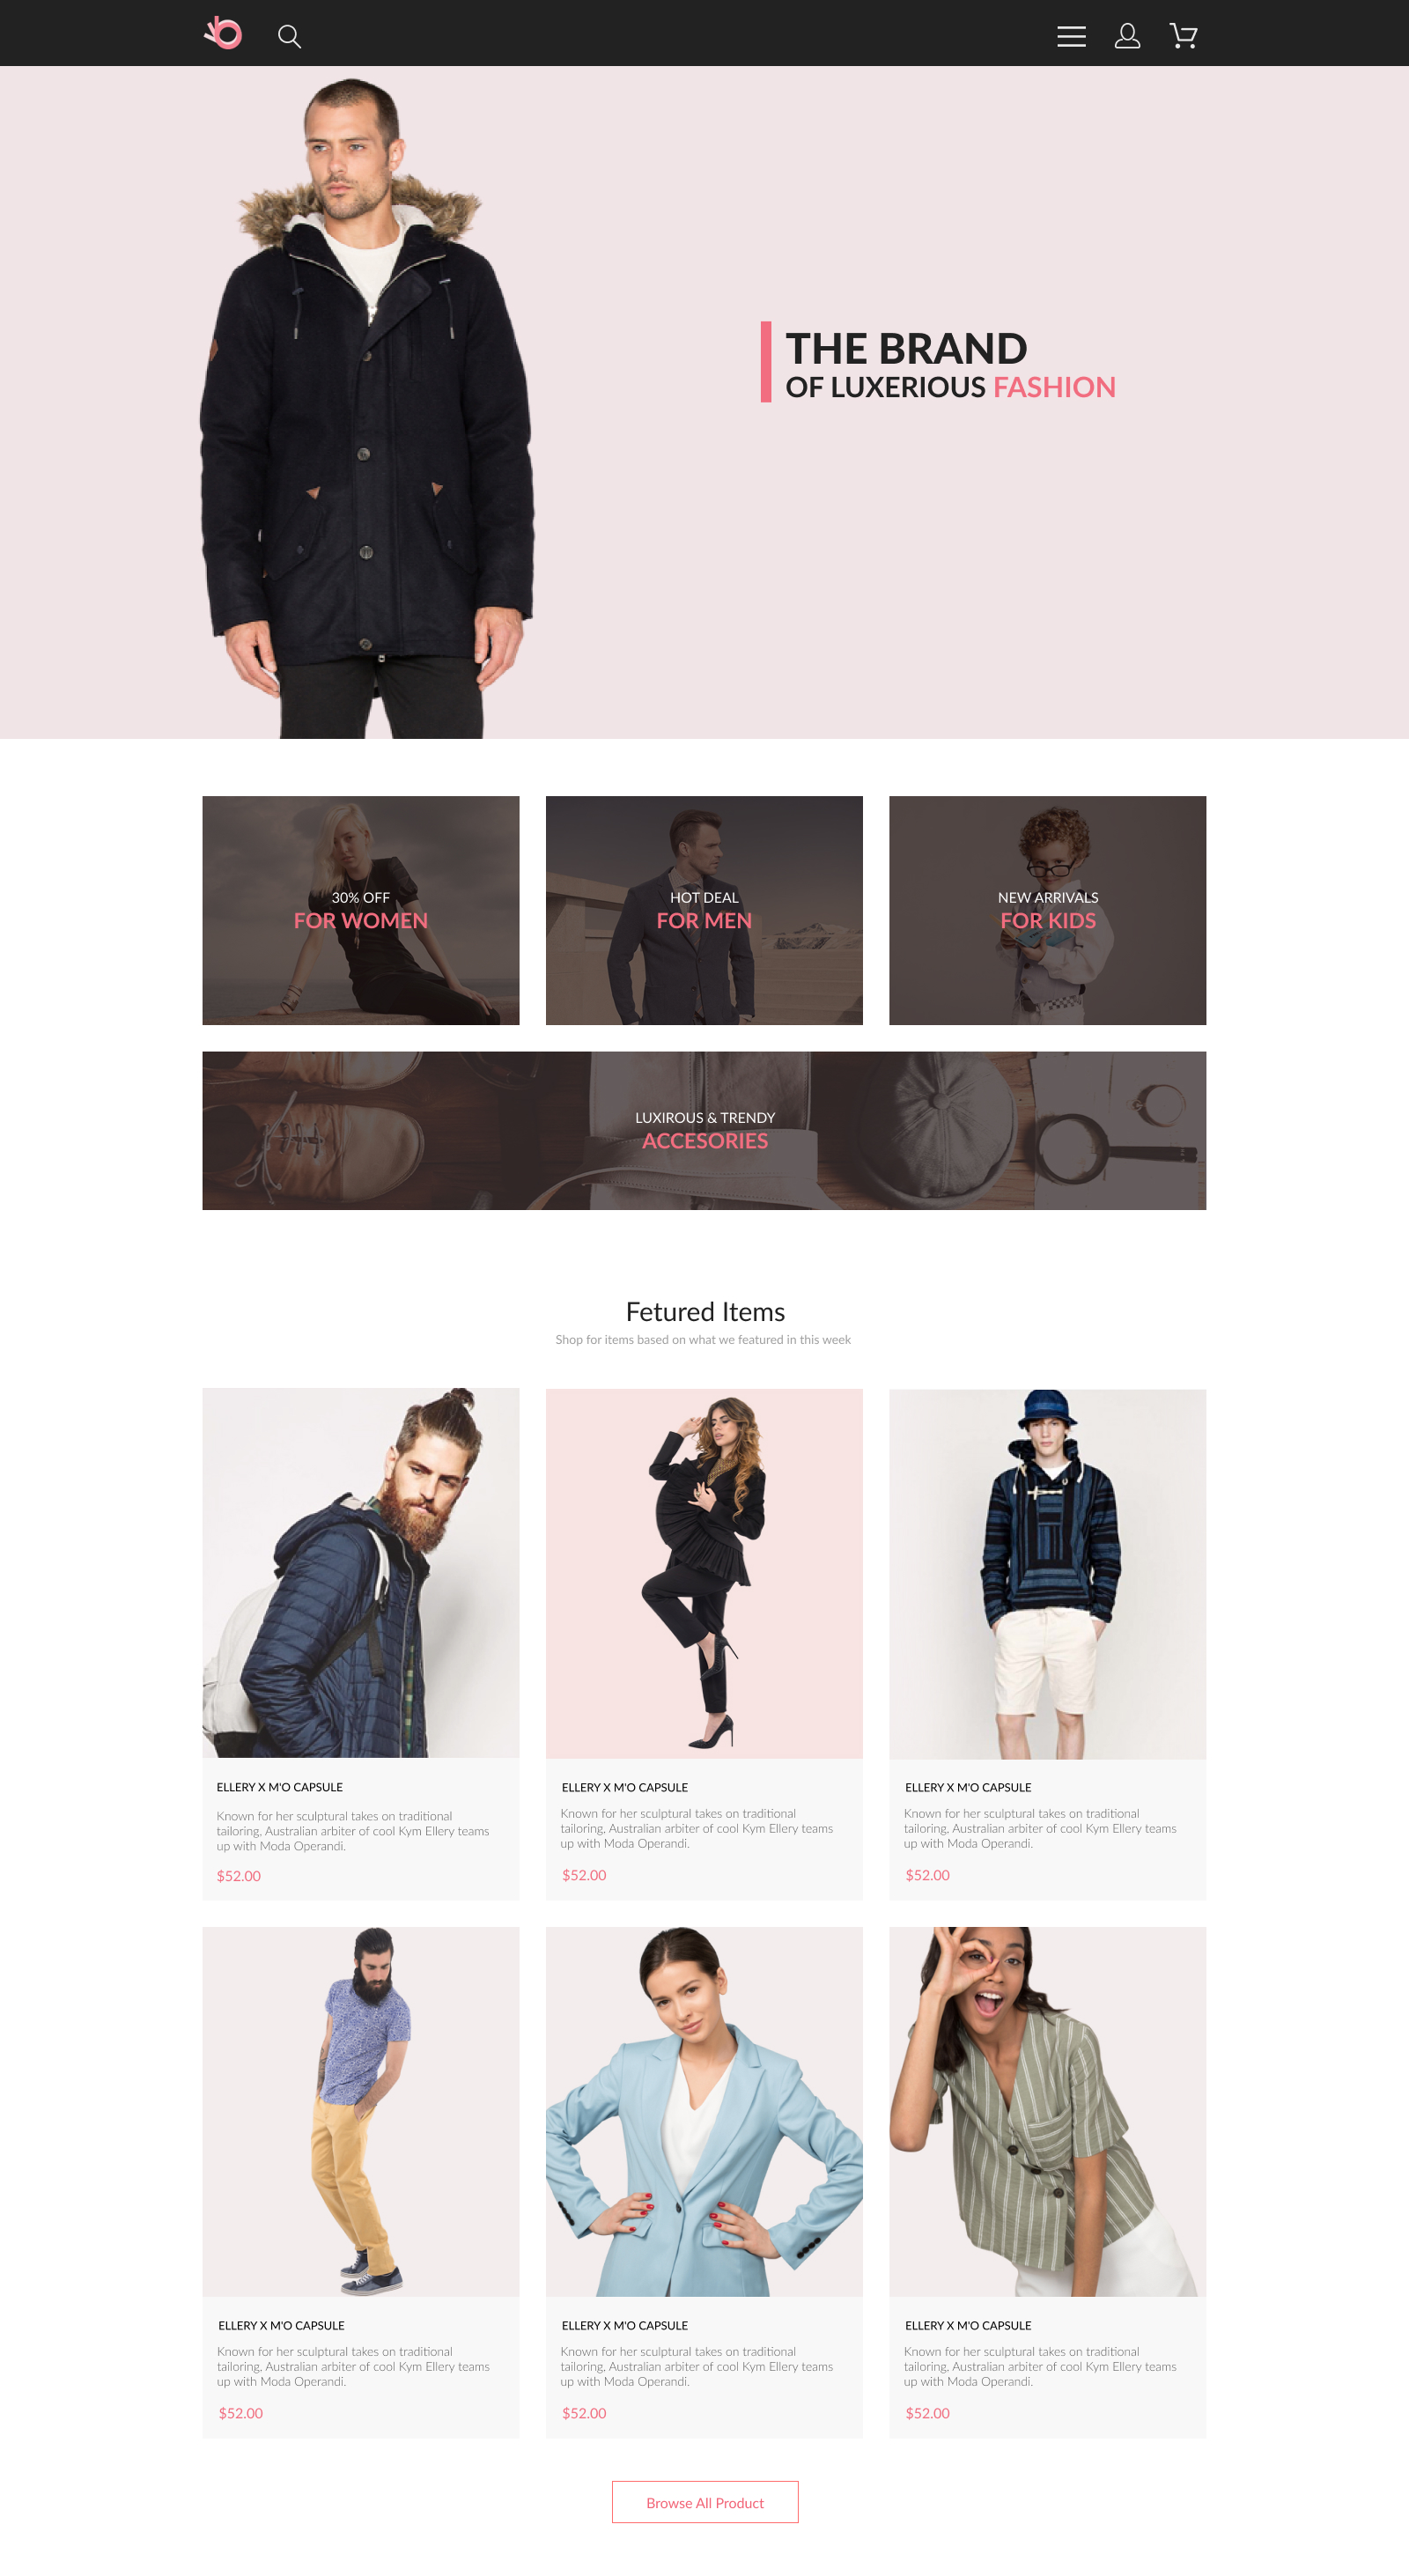 THE BRAND
OF LUXERIOUS FASHION
30% OFF
FOR WOMEN
HOT DEAL
FOR MEN
NEW ARRIVALS
FOR KIDS
LUXIROUS & TRENDY
ACCESORIES
Fetured Items
Shop for items based on what we featured in this week
ELLERY X M'O CAPSULE
Known for her sculptural takes on traditional
tailoring, Australian arbiter of cool Kym Ellery teams
up with Moda Operandi.
$52.00
ELLERY X M'O CAPSULE
Known for her sculptural takes on traditional
tailoring, Australian arbiter of cool Kym Ellery teams
up with Moda Operandi.
$52.00
ELLERY X M'O CAPSULE
Known for her sculptural takes on traditional
tailoring, Australian arbiter of cool Kym Ellery teams
up with Moda Operandi.
$52.00
ELLERY X M'O CAPSULE
Known for her sculptural takes on traditional
tailoring, Australian arbiter of cool Kym Ellery teams
up with Moda Operandi.
$52.00
ELLERY X M'O CAPSULE
Known for her sculptural takes on traditional
tailoring, Australian arbiter of cool Kym Ellery teams
up with Moda Operandi.
$52.00
ELLERY X M'O CAPSULE
Known for her sculptural takes on traditional
tailoring, Australian arbiter of cool Kym Ellery teams
up with Moda Operandi.
$52.00
Browse All Product